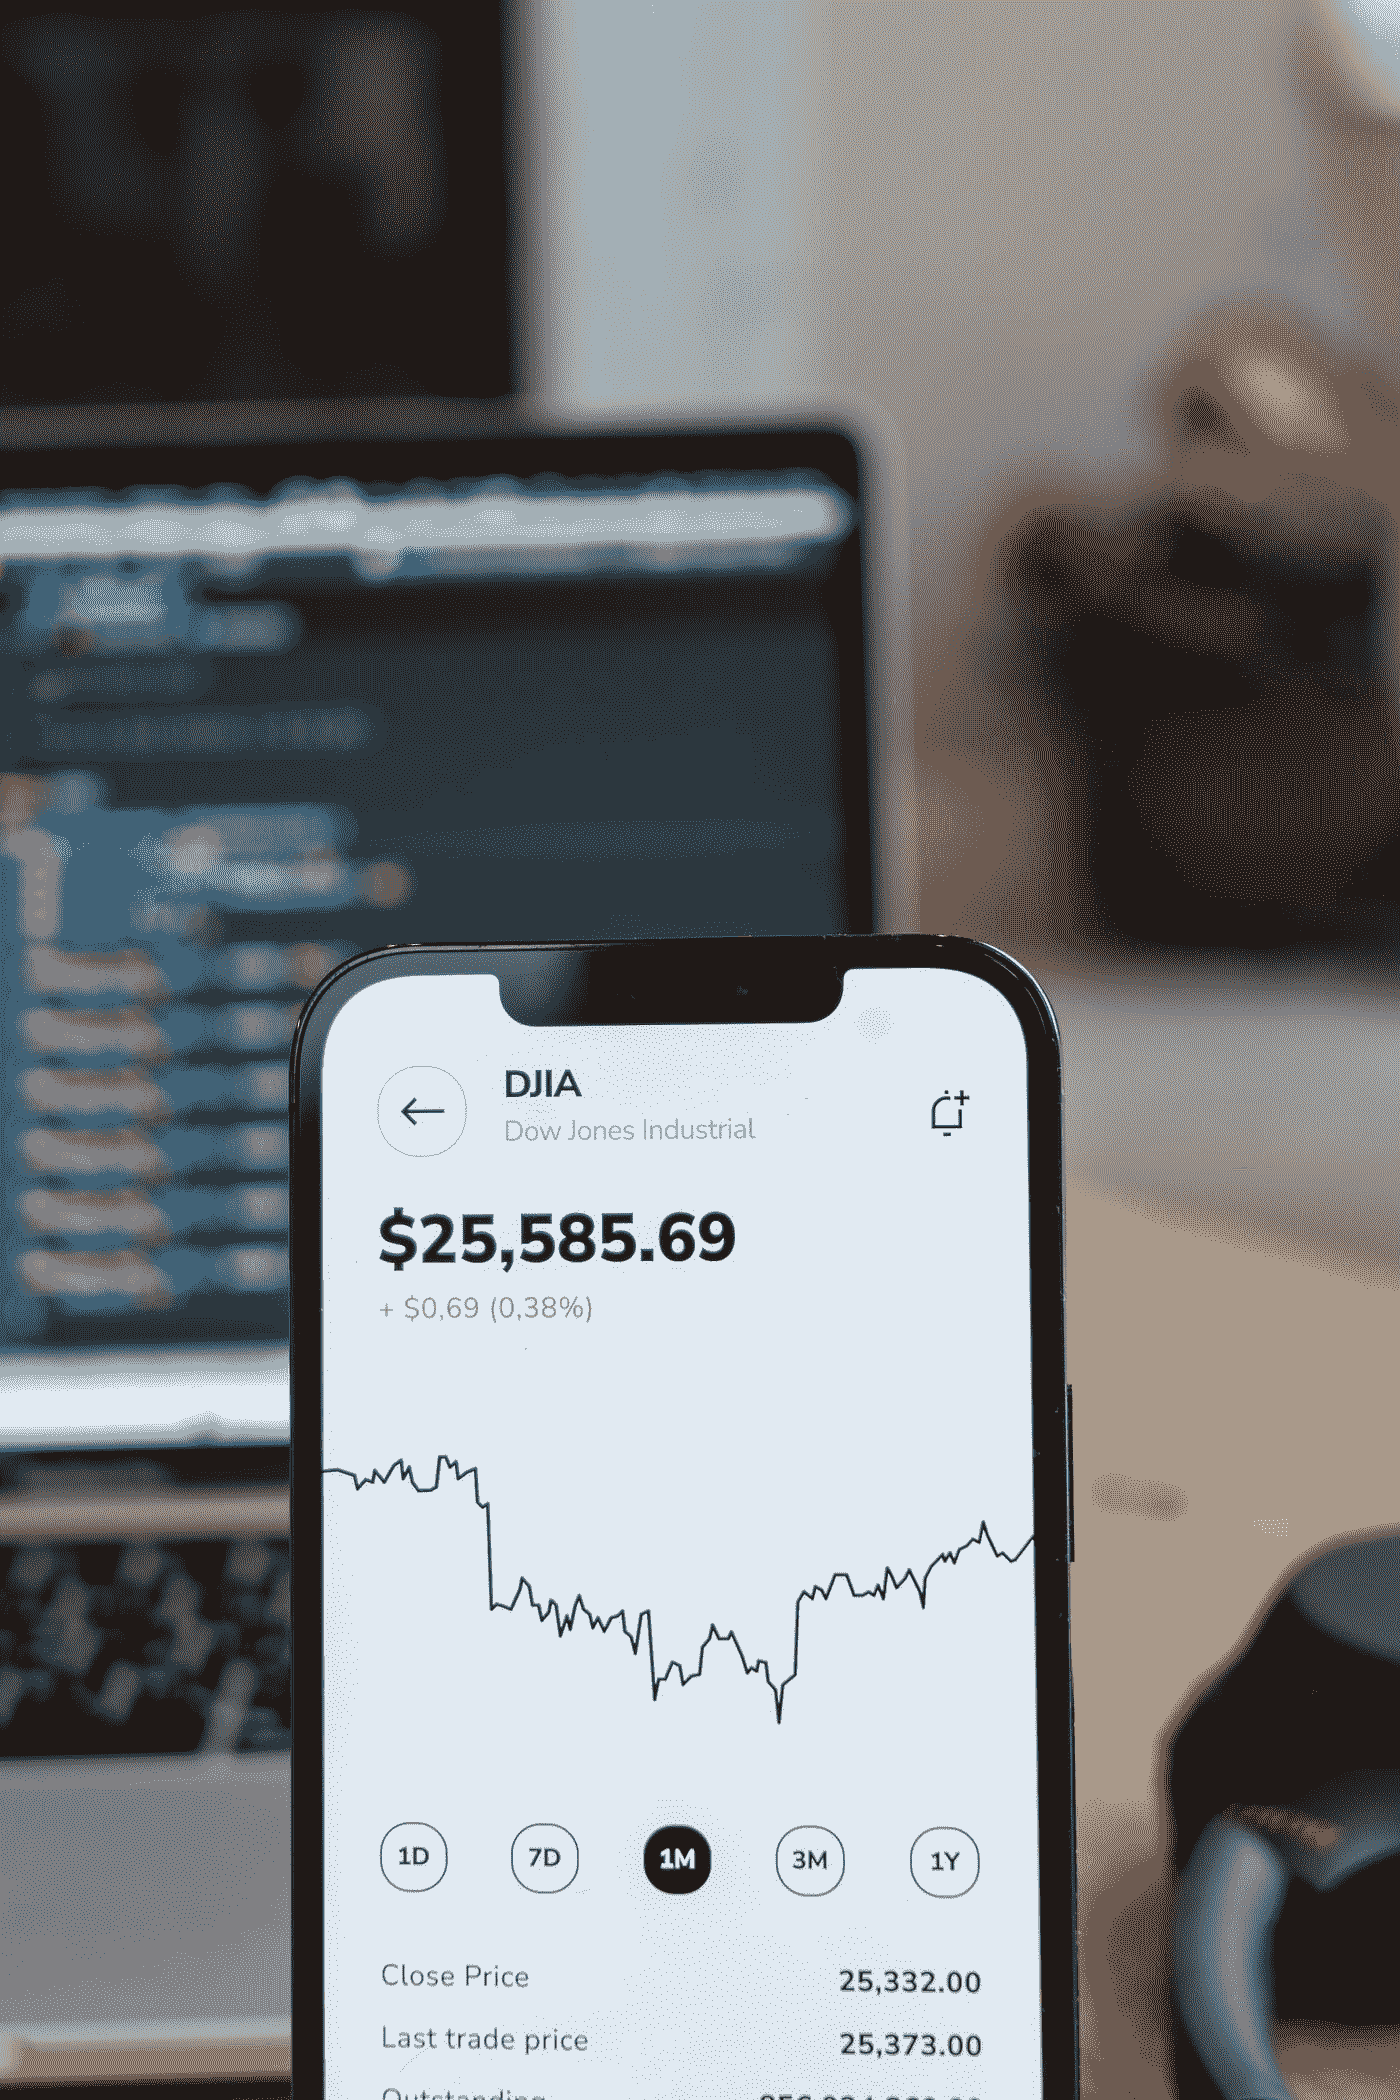 DJIA
Dow Jones Industrial
$25,585.69
+ $0,69 (0,38%)
1D 7D 1M 3M 1Y
Close Price 25,332.00
Last trade price 25,373.00
Outstanding